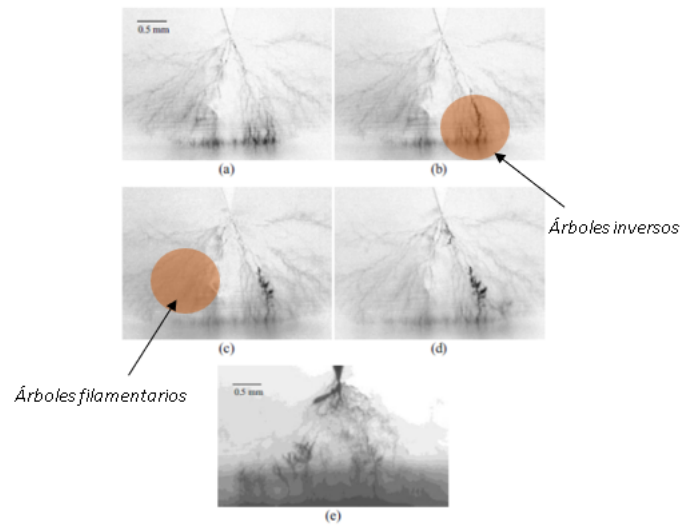 0.5 mm
(a)
(b)
Árboles inversos
(c)
(d)
Árboles filamentarios
0.5 mm
(e)